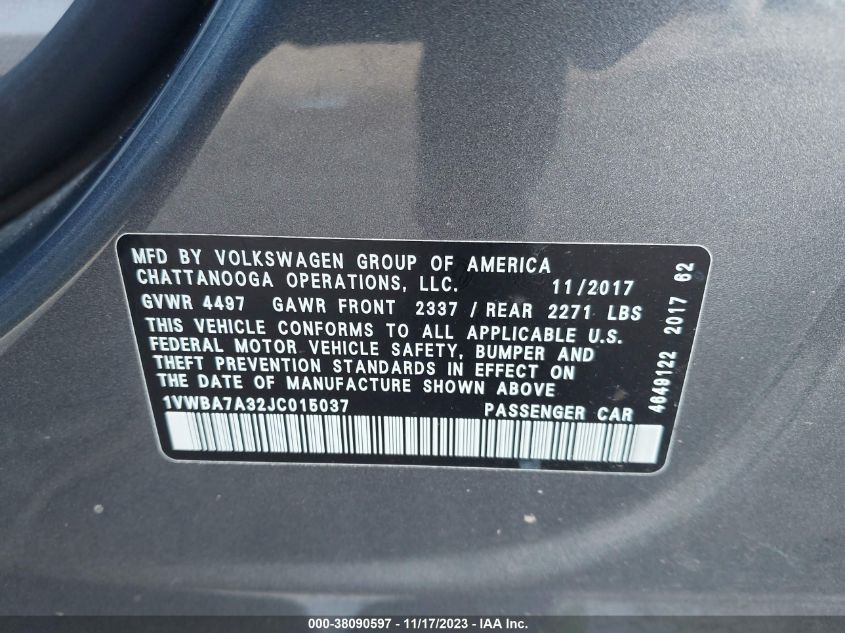 MFD BY VOLKSWAGEN GROUP OF AMERICA
CHATTANOOGA OPERATIONS, LLC. 11/2017
GVWR 4497 GAWR FRONT 2337 / REAR 2271 LBS
THIS VEHICLE CONFORMS TO ALL APPLICABLE U.S.
FEDERAL MOTOR VEHICLE SAFETY, BUMPER AND
THEFT PREVENTION STANDARDS IN EFFECT ON
THE DATE OF MANUFACTURE SHOWN ABOVE
1VWBA7A32JC015037 PASSENGER CAR
4649122 2017 62
000-38090597 - 11/17/2023 - IAA Inc.